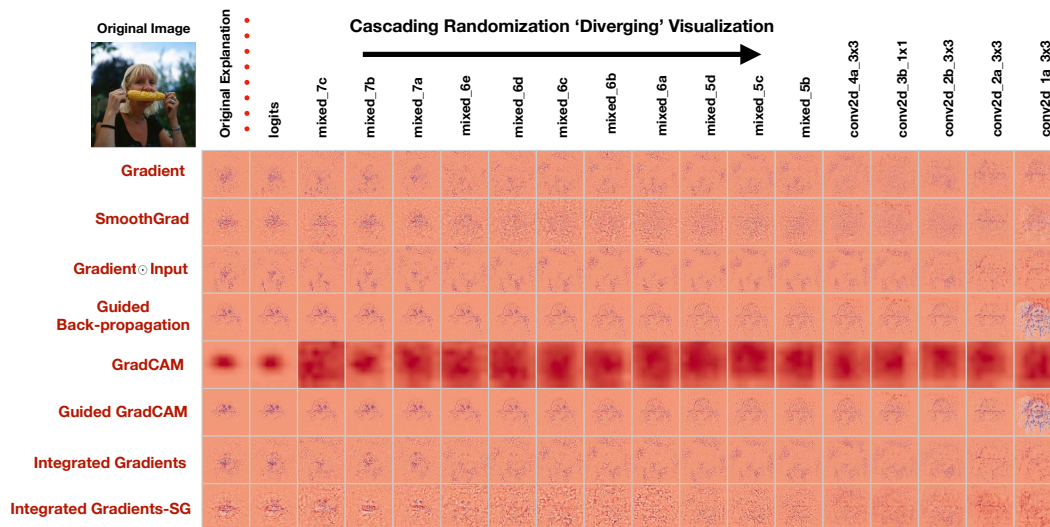 Cascading Randomization 'Diverging' Visualization
Original Image
Original Explanation
logits
mixed_7c
mixed_7b
mixed_7a
mixed_6e
mixed_6d
mixed_6c
mixed_6b
mixed_6a
mixed_5d
mixed_5c
mixed_5b
conv2d_4a_3x3
conv2d_3b_1x1
conv2d_2b_3x3
conv2d_2a_3x3
conv2d_1a_3x3
Gradient
SmoothGrad
Gradient⊙Input
Guided
Back-propagation
GradCAM
Guided GradCAM
Integrated Gradients
Integrated Gradients-SG